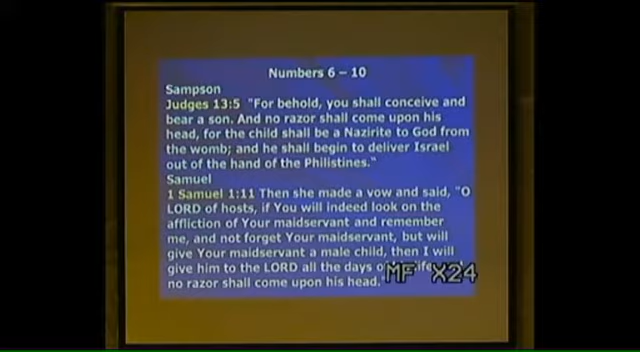 Numbers 6 – 10
Sampson
Judges 13:5 "For behold, you shall conceive and
bear a son. And no razor shall come upon his
head, for the child shall be a Nazirite to God from
the womb; and he shall begin to deliver Israel
out of the hand of the Philistines."
Samuel
1 Samuel 1:11 Then she made a vow and said, "O
LORD of hosts, if You will indeed look on the
affliction of Your maidservant and remember
me, and not forget Your maidservant, but will
give Your maidservant a male child, then I will
give him to the LORD all the days
no razor shall come upon his head."
MF X24